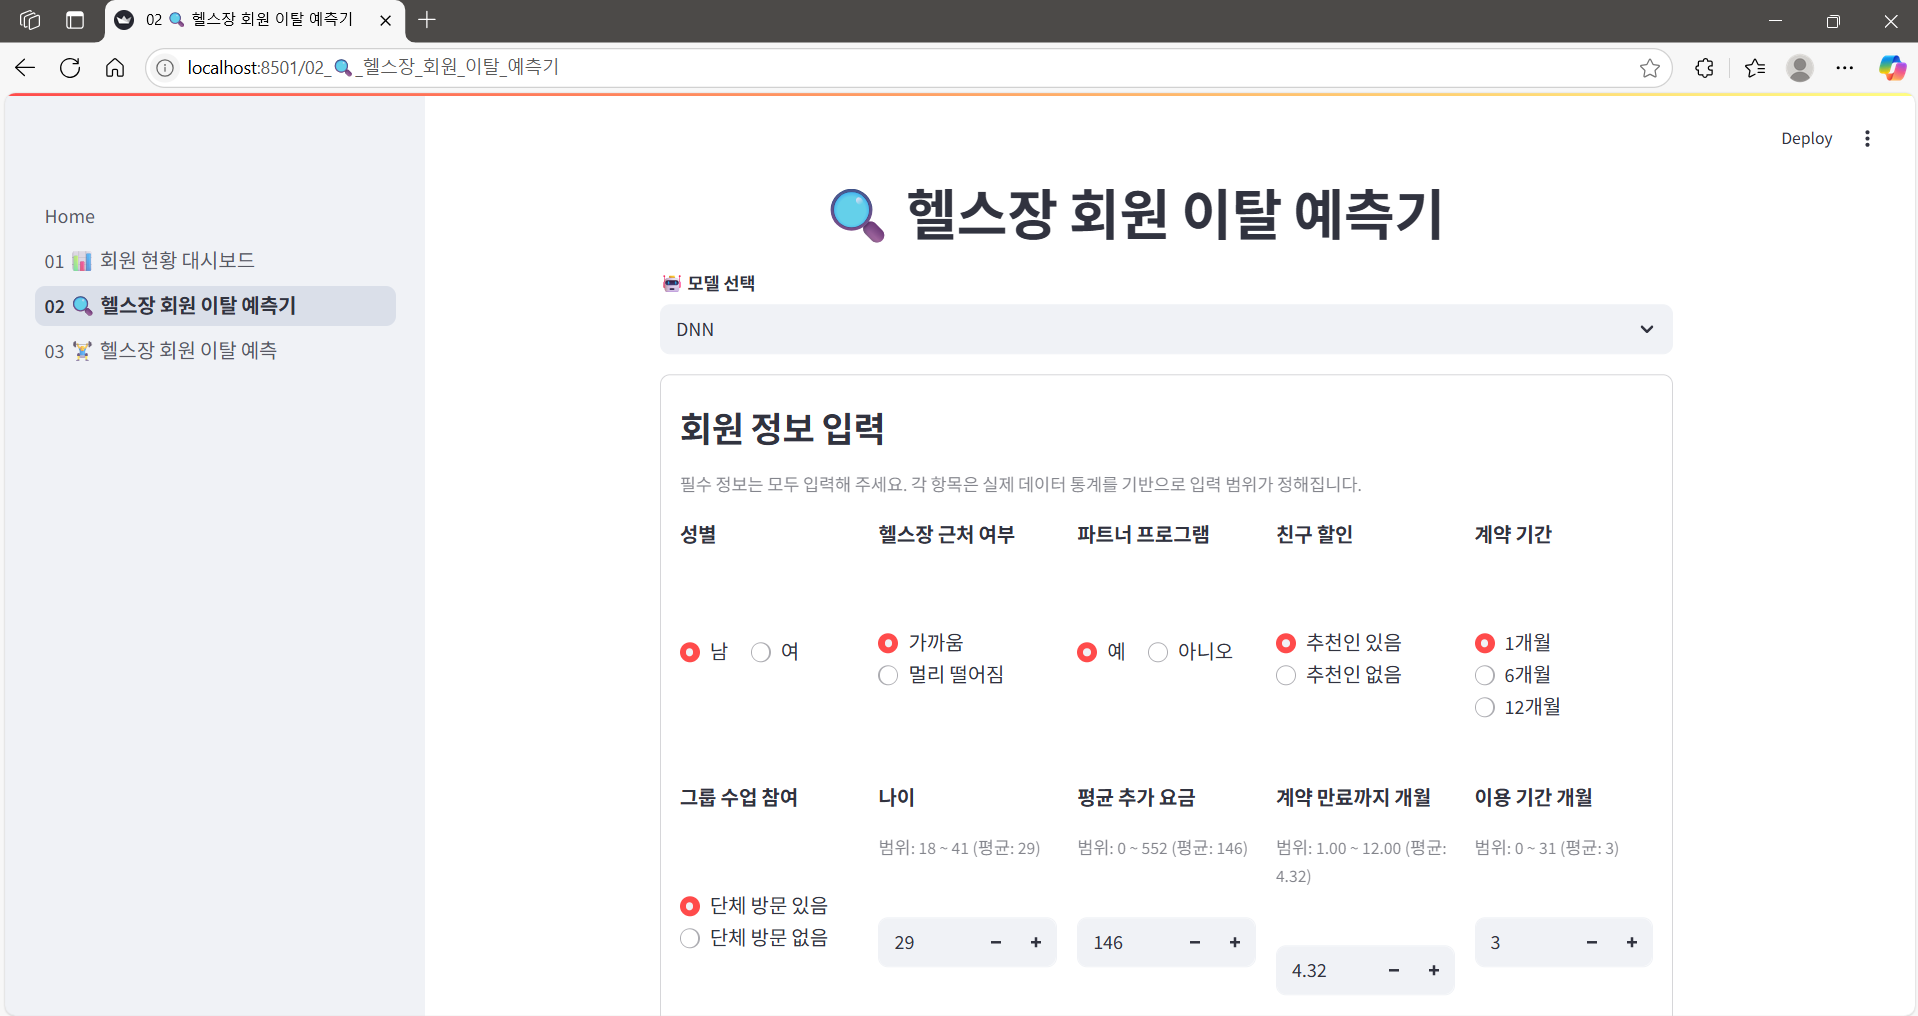 02 🔍 헬스장 회원 이탈 예측기
localhost:8501/02_🔍_헬스장_회원_이탈_예측기
Deploy
Home
01 📊 회원 현황 대시보드
02 🔍 헬스장 회원 이탈 예측기
03 🏋️ 헬스장 회원 이탈 예측
🔍 헬스장 회원 이탈 예측기
🤖 모델 선택
DNN
회원 정보 입력
필수 정보는 모두 입력해 주세요. 각 항목은 실제 데이터 통계를 기반으로 입력 범위가 정해집니다.
성별 헬스장 근처 여부 파트너 프로그램 친구 할인 계약 기간
남 여 가까움 예 아니오 추천인 있음 1개월
멀리 떨어짐 추천인 없음 6개월
12개월
그룹 수업 참여 나이 평균 추가 요금 계약 만료까지 개월 이용 기간 개월
범위: 18 ~ 41 (평균: 29) 범위: 0 ~ 552 (평균: 146) 범위: 1.00 ~ 12.00 (평균: 범위: 0 ~ 31 (평균: 3)
4.32)
단체 방문 있음
단체 방문 없음 29 146 3
4.32